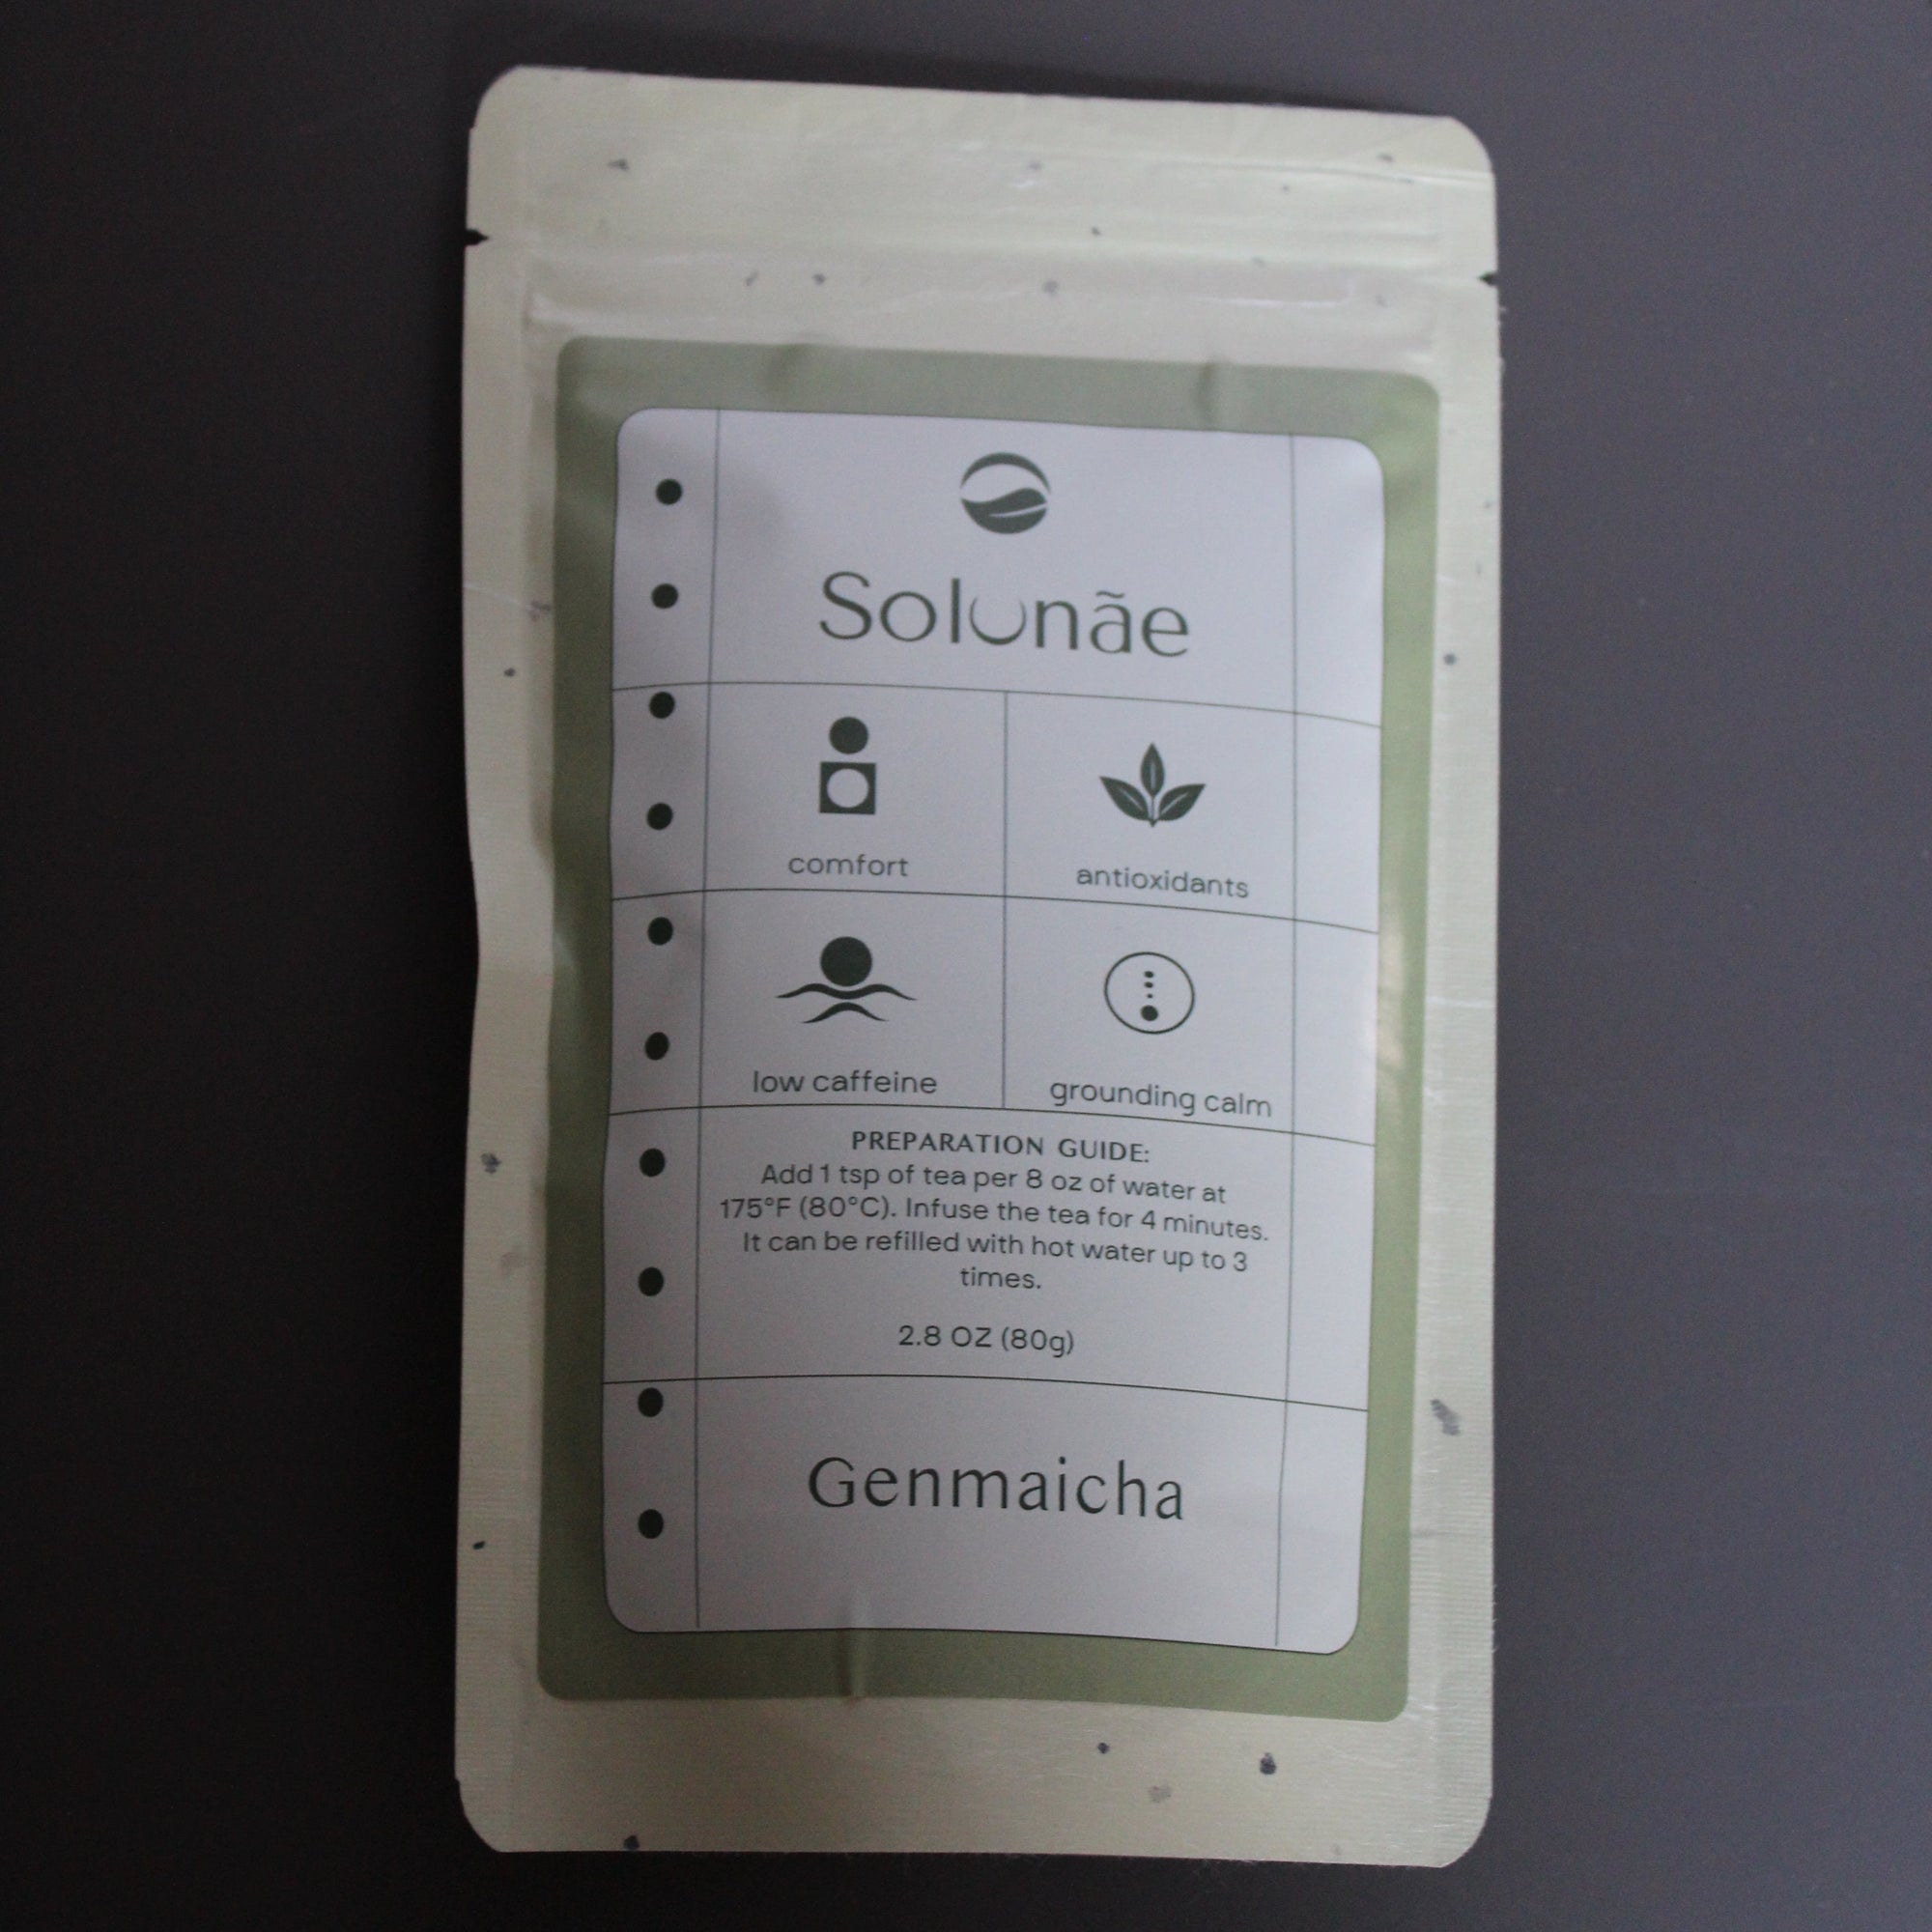 Solunãe
comfort
antioxidants
low caffeine
grounding calm
PREPARATION GUIDE:
Add 1 tsp of tea per 8 oz of water at
175°F (80°C). Infuse the tea for 4 minutes.
It can be refilled with hot water up to 3
times.
2.8 OZ (80g)
Genmaicha